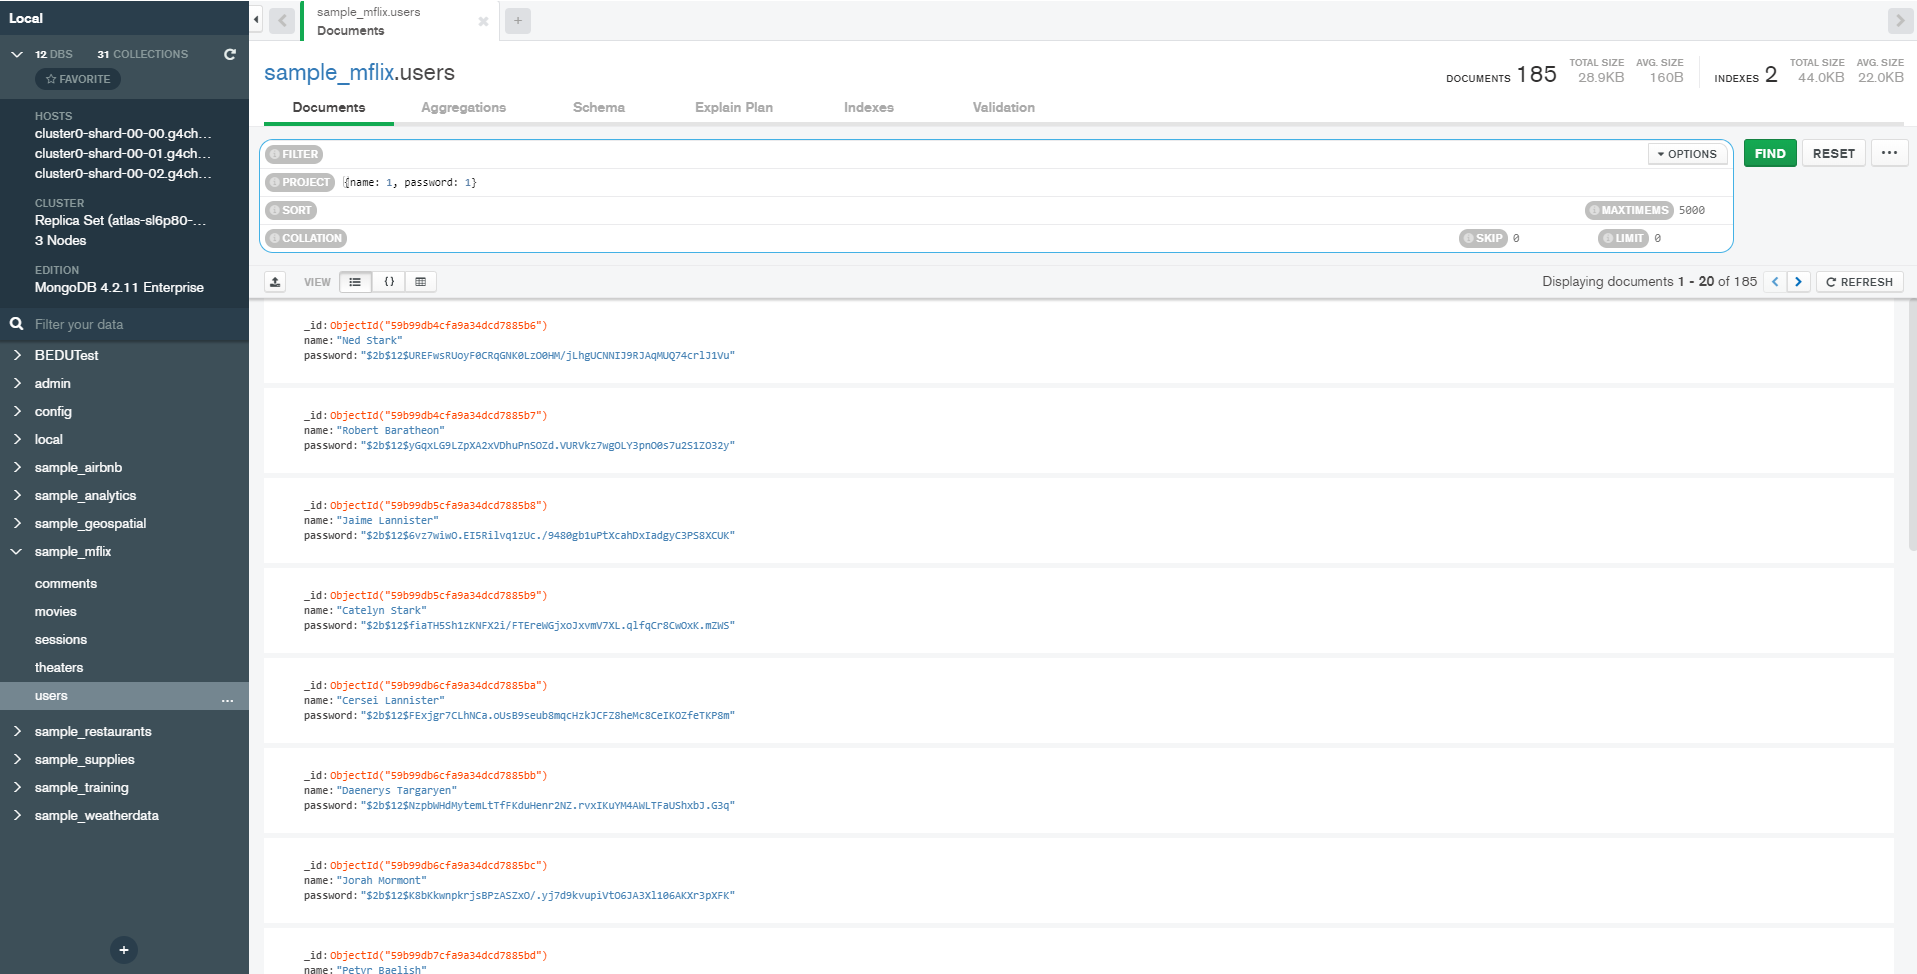 Local
12 DBS 31 COLLECTIONS
☆ FAVORITE
HOSTS
cluster0-shard-00-00.g4ch...
cluster0-shard-00-01.g4ch...
cluster0-shard-00-02.g4ch...
CLUSTER
Replica Set (atlas-sl6p80-...
3 Nodes
EDITION
MongoDB 4.2.11 Enterprise
Filter your data
BEDUTest
admin
config
local
sample_airbnb
sample_analytics
sample_geospatial
sample_mflix
comments
movies
sessions
theaters
users ...
sample_restaurants
sample_supplies
sample_training
sample_weatherdata
+
sample_mflix.users
Documents
+
sample_mflix.users
DOCUMENTS 185 TOTAL SIZE 28.9KB AVG. SIZE 160B INDEXES 2 TOTAL SIZE 44.0KB AVG. SIZE 22.0KB
Documents Aggregations Schema Explain Plan Indexes Validation
FILTER OPTIONS FIND RESET ...
PROJECT {name: 1, password: 1}
SORT MAXTIMEMS 5000
COLLATION SKIP 0 LIMIT 0
VIEW {} Displaying documents 1 - 20 of 185 < > REFRESH
_id: ObjectId("59b99db4cfa9a34dcd7885b6")
name: "Ned Stark"
password: "$2b$12$UREFwsRUoyF0CRqGNK0LzO0HM/jLhgUCNNIJ9RJAqMUQ74crlJ1Vu"
_id: ObjectId("59b99db4cfa9a34dcd7885b7")
name: "Robert Baratheon"
password: "$2b$12$yGqxLG9LZpXA2xVDhuPnSOZd.VURVkz7wgOLY3pnO0s7u2S1ZO32y"
_id: ObjectId("59b99db5cfa9a34dcd7885b8")
name: "Jaime Lannister"
password: "$2b$12$6vz7wiwO.EI5Rilvq1zUc./9480gb1uPtXcahDxIadgyC3PS8XCUK"
_id: ObjectId("59b99db5cfa9a34dcd7885b9")
name: "Catelyn Stark"
password: "$2b$12$fiaTH5Sh1zKNFX2i/FTEreWGjxoJxvmV7XL.qlfqCr8CwOxK.mZWS"
_id: ObjectId("59b99db6cfa9a34dcd7885ba")
name: "Cersei Lannister"
password: "$2b$12$FExjgr7CLhNCa.oUsB9seub8mqcHzkJCFZ8heMc8CeIKOZfeTKP8m"
_id: ObjectId("59b99db6cfa9a34dcd7885bb")
name: "Daenerys Targaryen"
password: "$2b$12$NzpbWHdMytemLtTfFKduHenr2NZ.rvxIKuYM4AWLTFaUShxbJ.G3q"
_id: ObjectId("59b99db6cfa9a34dcd7885bc")
name: "Jorah Mormont"
password: "$2b$12$K8bKkwnpkrjsBPzASZxO/.yj7d9kvupiVtO6JA3Xl106AKXr3pXFK"
_id: ObjectId("59b99db7cfa9a34dcd7885bd")
name: "Petyr Baelish"